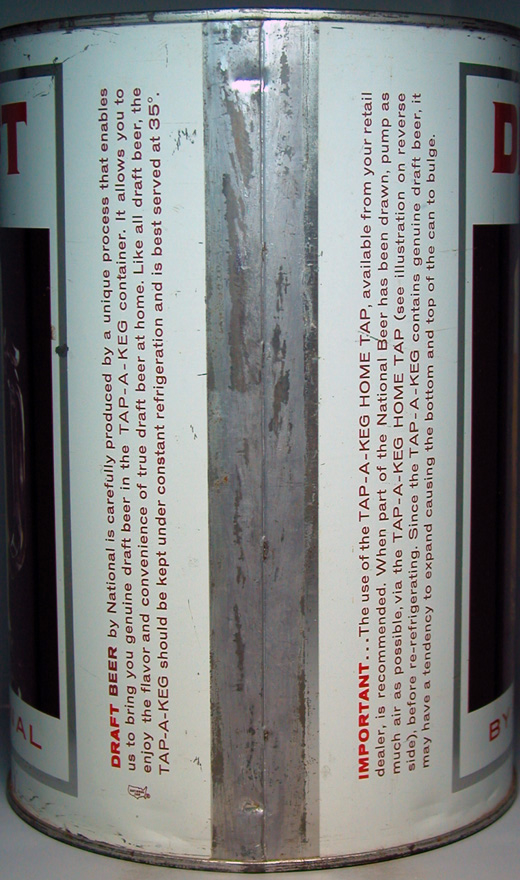 T
AL
DRAFT BEER by National is carefully produced by a unique process that enables
us to bring you genuine draft beer in the TAP-A-KEG container. It allows you to
enjoy the flavor and convenience of true draft beer at home. Like all draft beer, the
TAP-A-KEG should be kept under constant refrigeration and is best served at 35°.
IMPORTANT...The use of the TAP-A-KEG HOME TAP, available from your retail
dealer, is recommended. When part of the National Beer has been drawn, pump as
much air as possible, via the TAP-A-KEG HOME TAP (see illustration on reverse
side), before re-refrigerating. Since the TAP-A-KEG contains genuine draft beer, it
may have a tendency to expand causing the bottom and top of the can to bulge.
D
BY